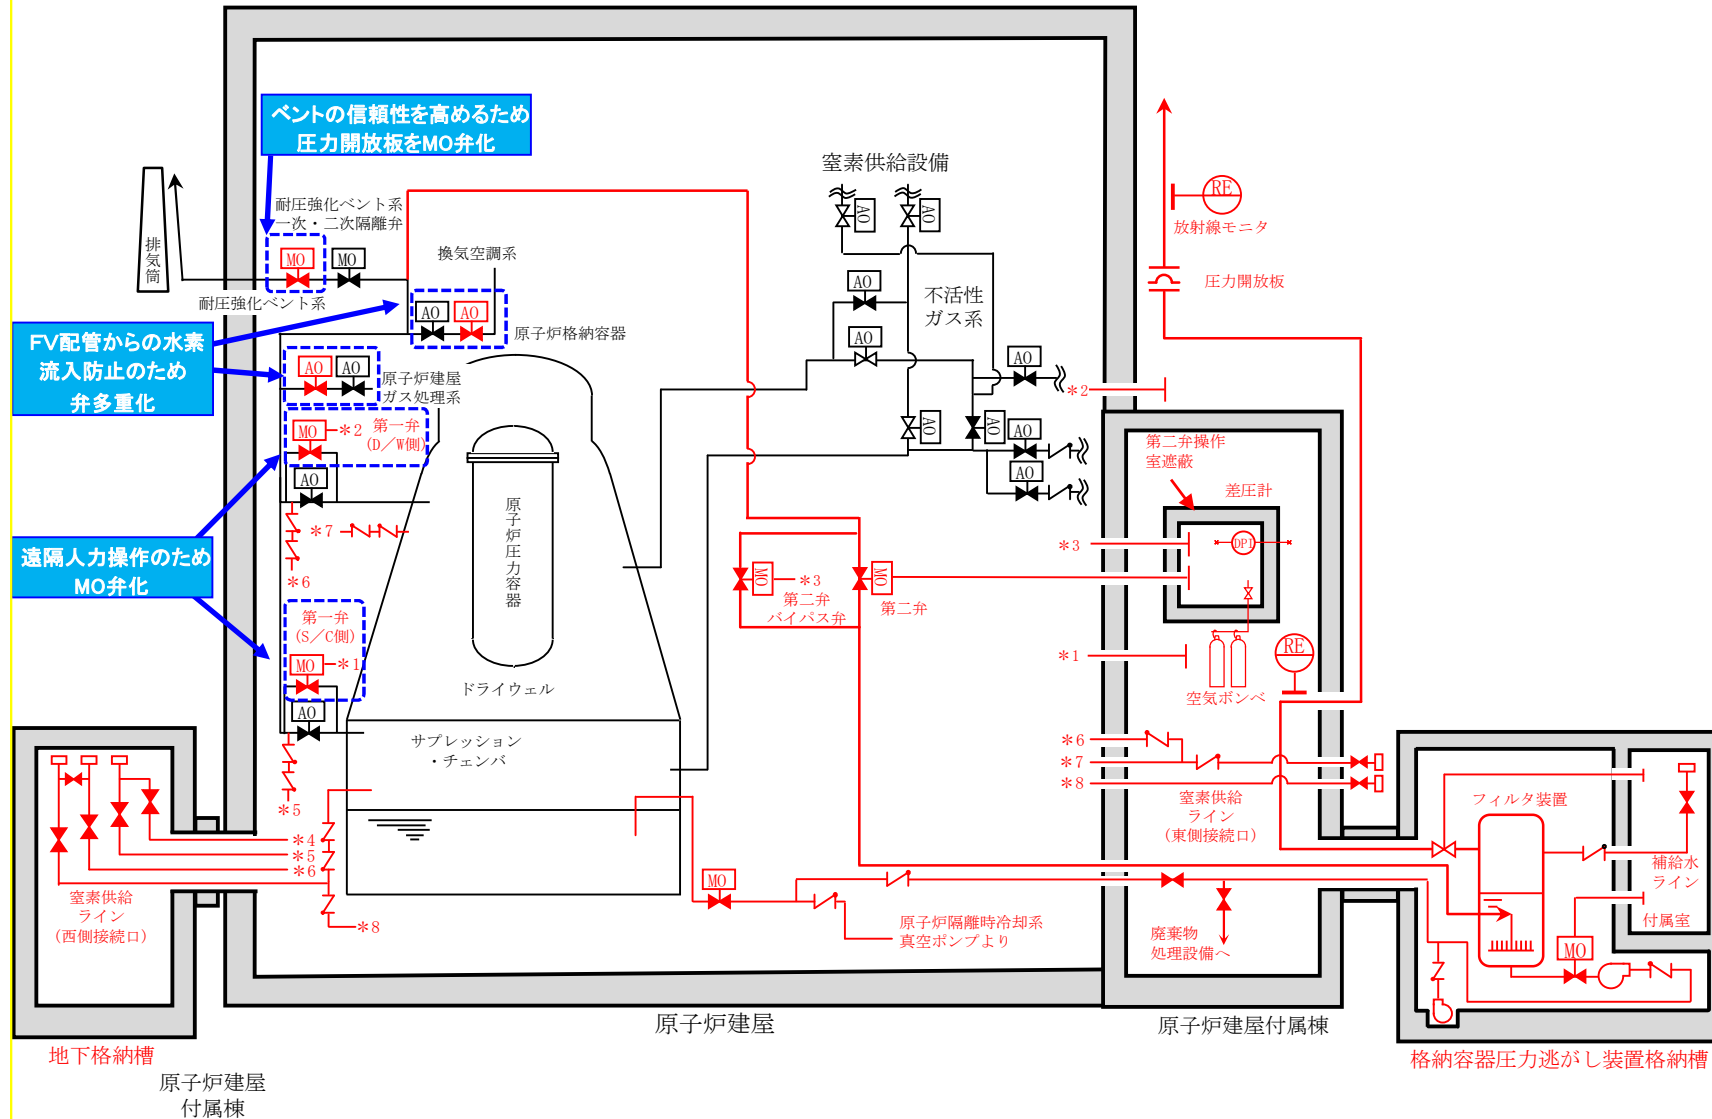 ベントの信頼性を高めるため
圧力開放板をMO弁化
窒素供給設備
RE
放射線モニタ
耐圧強化ベント系
一次・二次隔離弁
AO
AO
排気筒
MO
MO
換気空調系
圧力開放板
耐圧強化ベント系
AO
不活性
ガス系
AO
AO
原子炉格納容器
FV配管からの水素
流入防止のため
弁多重化
AO
AO
AO
AO
原子炉建屋
ガス処理系
*2
MO
*2
第一弁
(D/W側)
AO
AO
AO
第二弁操作
室遮蔽
AO
AO
差圧計
原子炉圧力容器
*7
遠隔人力操作のため
MO弁化
*6
*3
DPI
MO
*3
MO
第二弁
バイパス弁
第二弁
第一弁
(S/C側)
MO
*1
*1
RE
空気ボンベ
ドライウェル
AO
サプレッション
・チェンバ
*6
*7
*8
*5
窒素供給
ライン
(東側接続口)
フィルタ装置
*4
*5
*6
補給水
ライン
窒素供給
ライン
(西側接続口)
MO
*8
原子炉隔離時冷却系
真空ポンプより
廃棄物
処理設備へ
付属室
MO
原子炉建屋
原子炉建屋付属棟
地下格納槽
格納容器圧力逃がし装置格納槽
原子炉建屋
付属棟